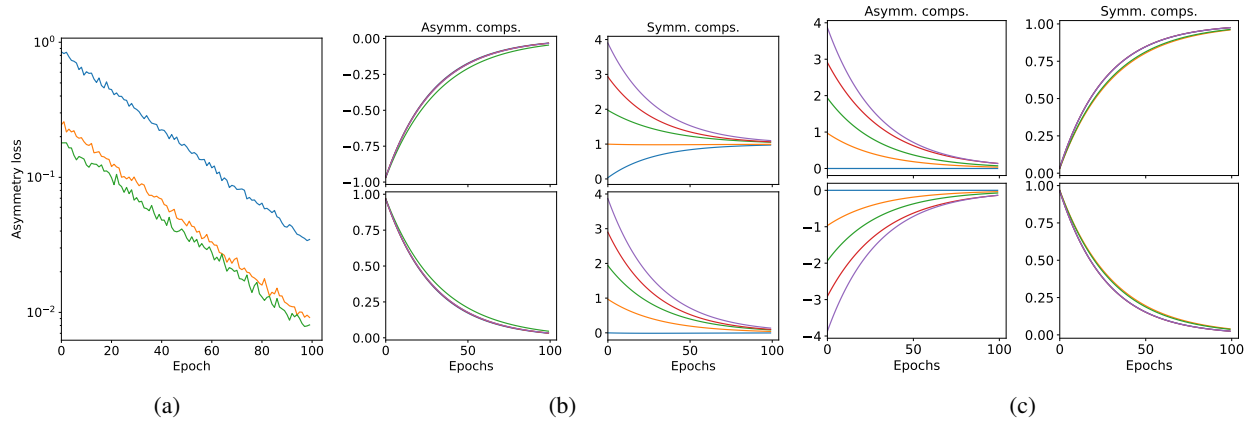 Asymmetry loss
10⁰
10⁻¹
10⁻²
0 20 40 60 80 100
Epoch
(a)
Asymm. comps.
0.00
−0.25
−0.50
−0.75
−1.00
1.00
0.75
0.50
0.25
0.00
0 50 100
Epochs
Symm. comps.
4
3
2
1
0
4
3
2
1
0
0 50 100
Epochs
(b)
Asymm. comps.
4
3
2
1
0
0
−1
−2
−3
−4
0 50 100
Epochs
Symm. comps.
1.00
0.75
0.50
0.25
0.00
1.00
0.75
0.50
0.25
0.00
0 50 100
Epochs
(c)